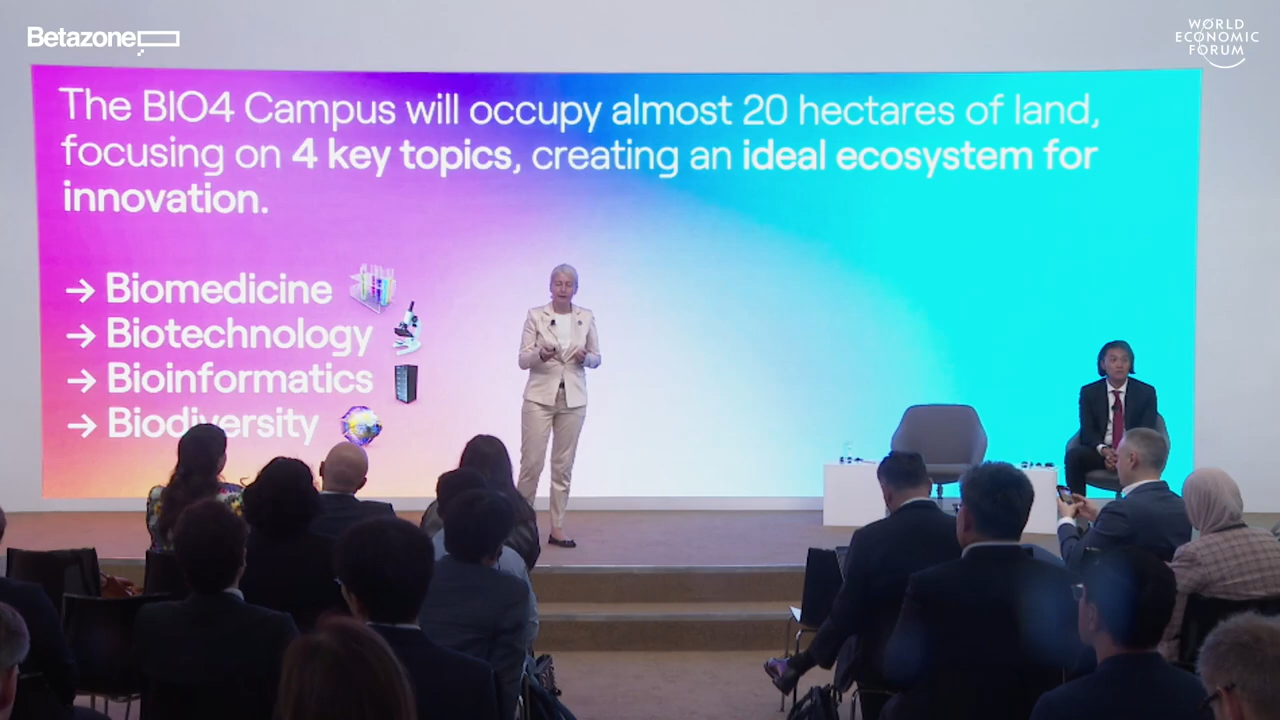 Betazone
WORLD
ECONOMIC
FORUM
The BIO4 Campus will occupy almost 20 hectares of land,
focusing on 4 key topics, creating an ideal ecosystem for
innovation.
→ Biomedicine
→ Biotechnology
→ Bioinformatics
→ Biodiversity